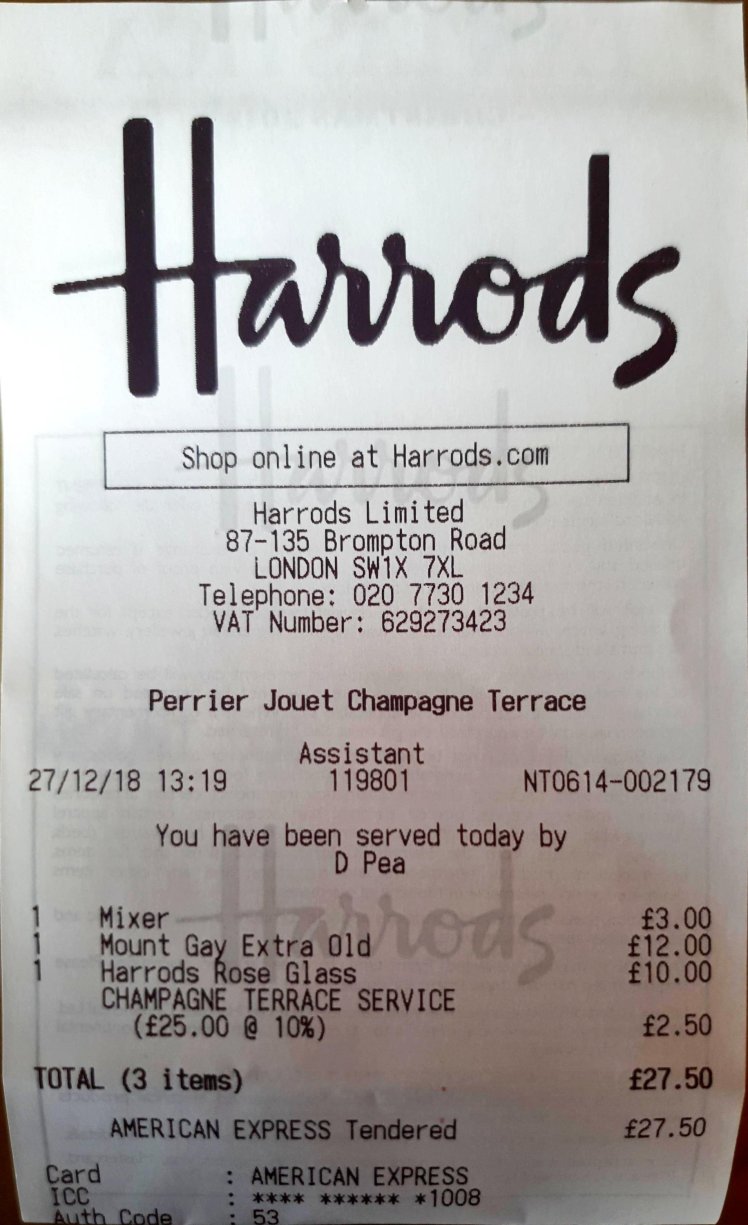 Harrods
Shop online at Harrods.com
Harrods Limited
87-135 Brompton Road
LONDON SW1X 7XL
Telephone: 020 7730 1234
VAT Number: 629273423
Perrier Jouet Champagne Terrace
Assistant
27/12/18 13:19 119801 NT0614-002179
You have been served today by
D Pea
1 Mixer £3.00
1 Mount Gay Extra Old £12.00
1 Harrods Rose Glass £10.00
CHAMPAGNE TERRACE SERVICE
(£25.00 @ 10%) £2.50
TOTAL (3 items) £27.50
AMERICAN EXPRESS Tendered £27.50
Card : AMERICAN EXPRESS
ICC : **** ****** *1008
Auth Code : 53